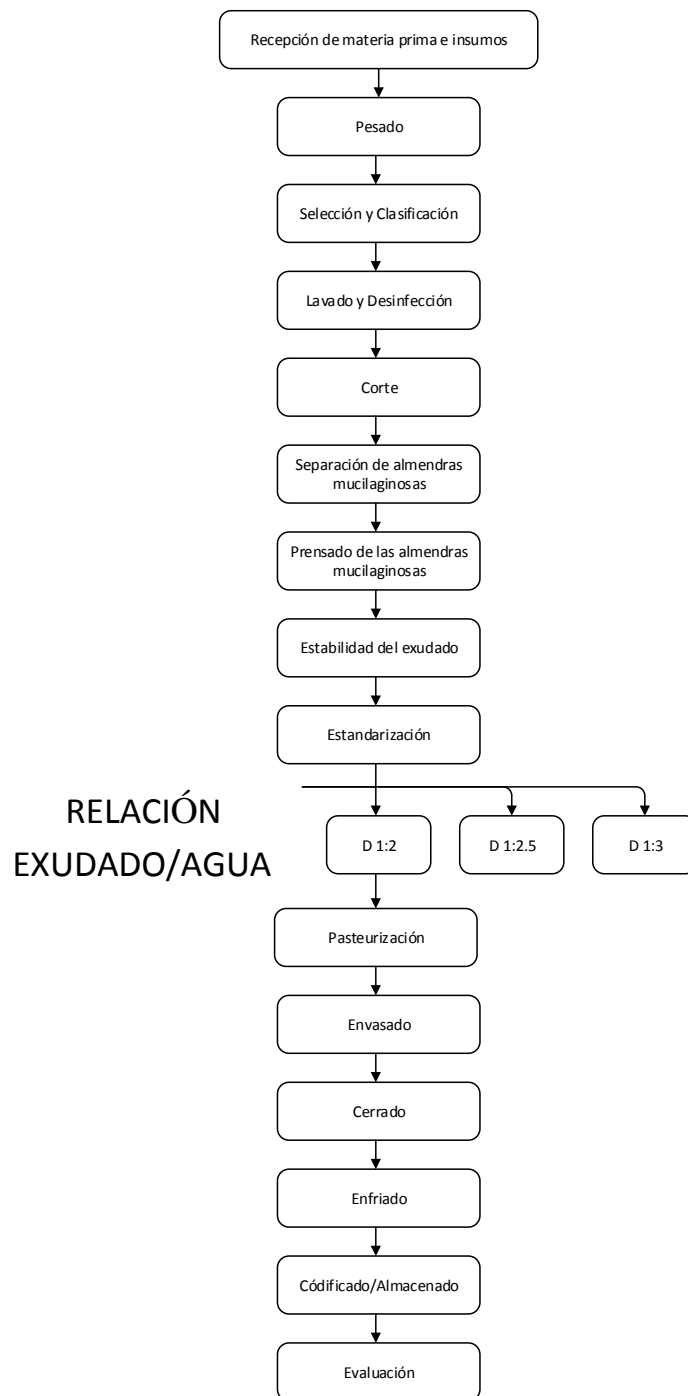 Recepción de materia prima e insumos
Pesado
Selección y Clasificación
Lavado y Desinfección
Corte
Separación de almendras
mucilaginosas
Prensado de las almendras
mucilaginosas
Estabilidad del exudado
Estandarización
RELACIÓN
EXUDADO/AGUA
D 1:2
D 1:2.5
D 1:3
Pasteurización
Envasado
Cerrado
Enfriado
Códificado/Almacenado
Evaluación